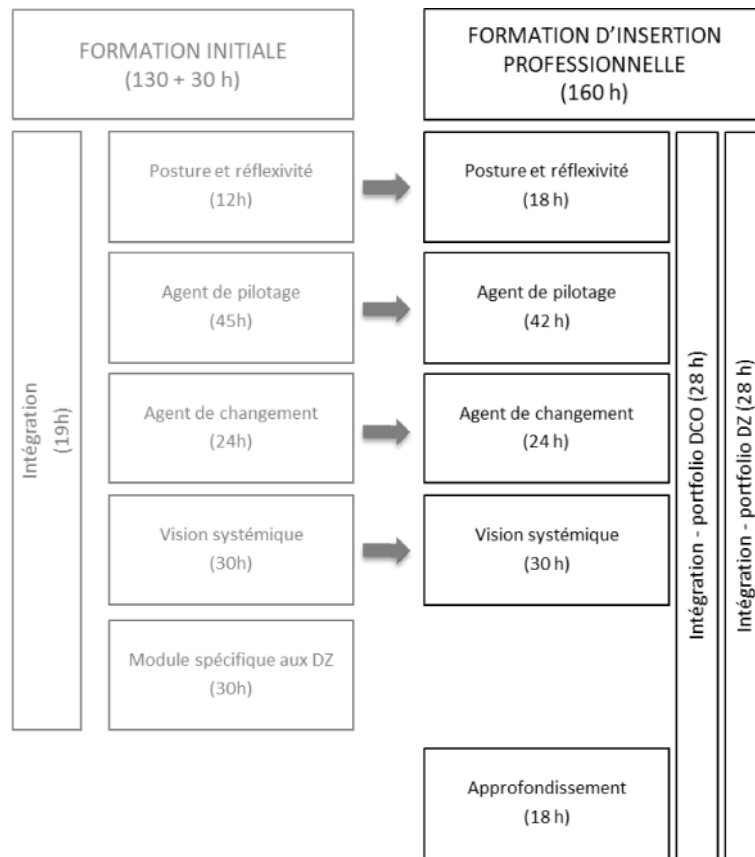 FORMATION INITIALE
(130 + 30 h)
FORMATION D'INSERTION
PROFESSIONNELLE
(160 h)
Intégration
(19h)
Posture et réflexivité
(12h)
Posture et réflexivité
(18 h)
Agent de pilotage
(45h)
Agent de pilotage
(42 h)
Agent de changement
(24h)
Agent de changement
(24 h)
Vision systémique
(30h)
Vision systémique
(30 h)
Module spécifique aux DZ
(30h)
Approfondissement
(18 h)
Intégration - portfolio DCO (28 h)
Intégration - portfolio DZ (28 h)